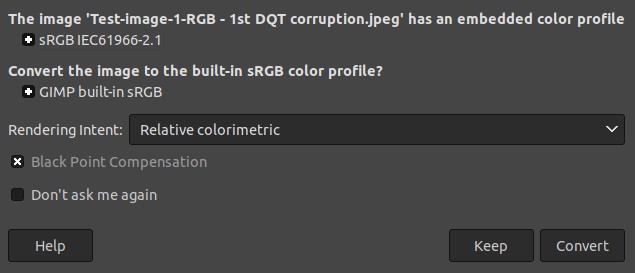 The image 'Test-image-1-RGB - 1st DQT corruption.jpeg' has an embedded color profile
sRGB IEC61966-2.1
Convert the image to the built-in sRGB color profile?
GIMP built-in sRGB
Rendering Intent: Relative colorimetric
Black Point Compensation
Don't ask me again
Help Keep Convert